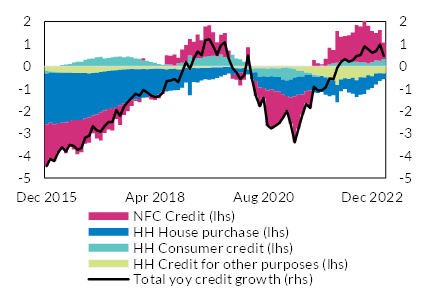 2 2
1 1
0 0
-1 -1
-2 -2
-3 -3
-4 -4
-5 -5
Dec 2015 Apr 2018 Aug 2020 Dec 2022
NFC Credit (lhs)
HH House purchase (lhs)
HH Consumer credit (lhs)
HH Credit for other purposes (lhs)
Total yoy credit growth (rhs)